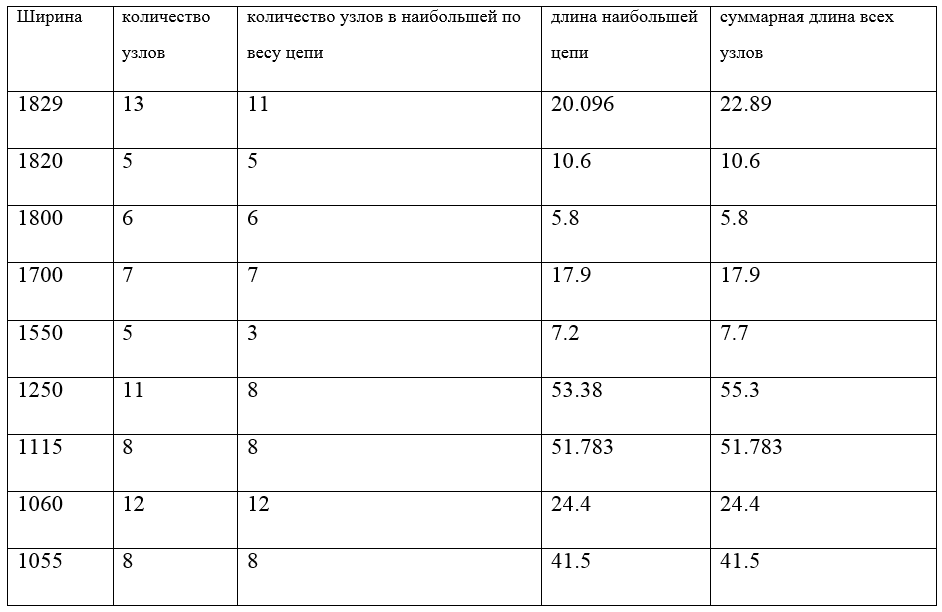 Ширина количество количество узлов в наибольшей по длина наибольшей суммарная длина всех
узлов весу цепи цепи узлов
1829 13 11 20.096 22.89
1820 5 5 10.6 10.6
1800 6 6 5.8 5.8
1700 7 7 17.9 17.9
1550 5 3 7.2 7.7
1250 11 8 53.38 55.3
1115 8 8 51.783 51.783
1060 12 12 24.4 24.4
1055 8 8 41.5 41.5